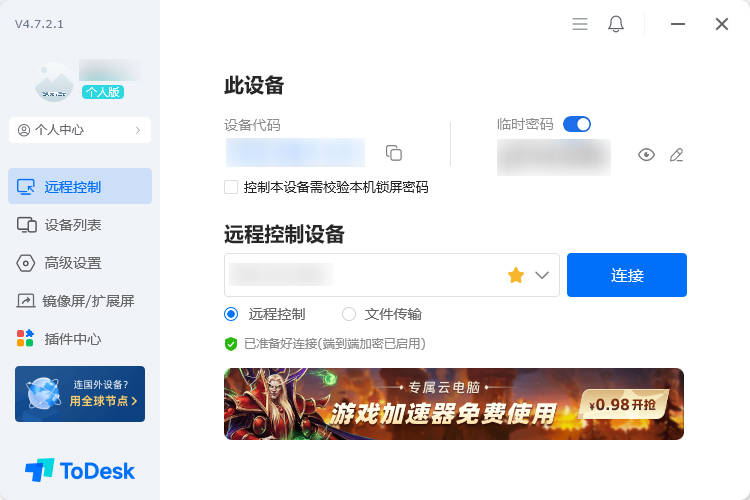 V4.7.2.1
个人版
个人中心
远程控制
设备列表
高级设置
镜像屏/扩展屏
插件中心
连国外设备?
用全球节点
ToDesk
此设备
设备代码
临时密码
控制本设备需校验本机锁屏密码
远程控制设备
连接
远程控制
文件传输
已准备好连接(端到端加密已启用)
专属云电脑
游戏加速器免费使用
¥0.98开抢